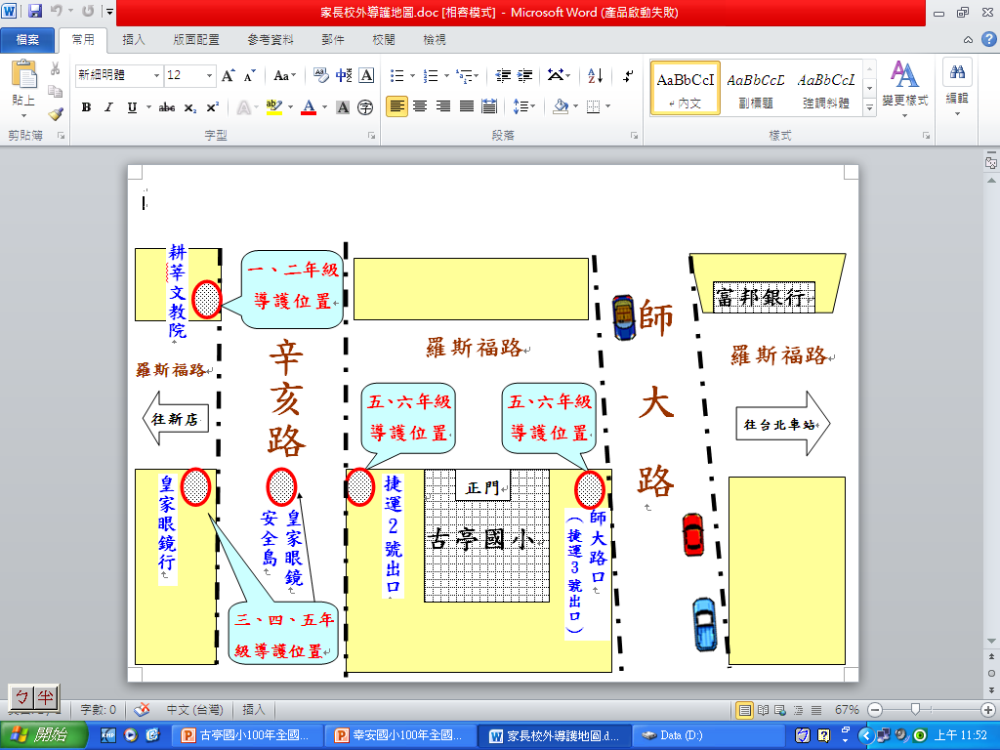 家長校外導護地圖.doc [相容模式] - Microsoft Word (產品啟動失敗)
檔案 常用 插入 版面配置 參考資料 郵件 校閱 檢視
貼上
新細明體 12
B I U abc x₂ x² A
AaBbCcI AaBbCcD AaBbCcI
內文 副標題 強調斜體
變更樣式
編輯
剪貼簿 字型 段落 樣式
耕莘文教院
一、二年級
導護位置
富邦銀行
師大路
羅斯福路
羅斯福路
羅斯福路
辛亥路
往新店
五、六年級
導護位置
五、六年級
導護位置
往台北車站
皇家眼鏡行
皇家眼鏡
安全島
捷運2號出口
正門
古亭國小
師大路口
(捷運3號出口)
三、四、五年
級導護位置
ㄅ 半
字數: 0 中文 (台灣) 插入 67%
開始 古亭國小100年全國... 幸安國小100年全國... 家長校外導護地圖.d... Data (D:) 上午 11:52